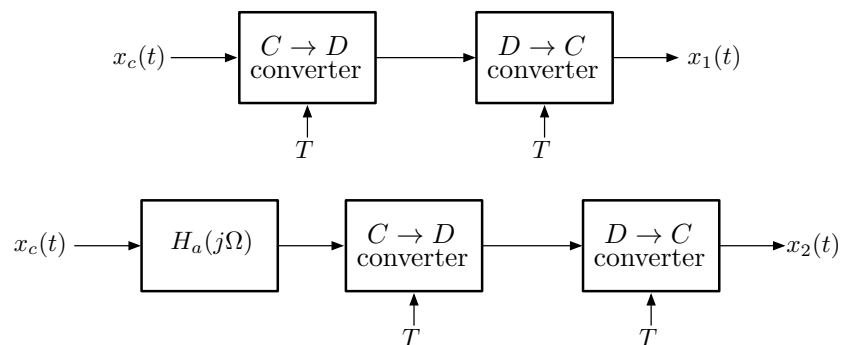 x_c(t)
C → D
converter
D → C
converter
x_1(t)
T
T
x_c(t)
H_a(jΩ)
C → D
converter
D → C
converter
x_2(t)
T
T